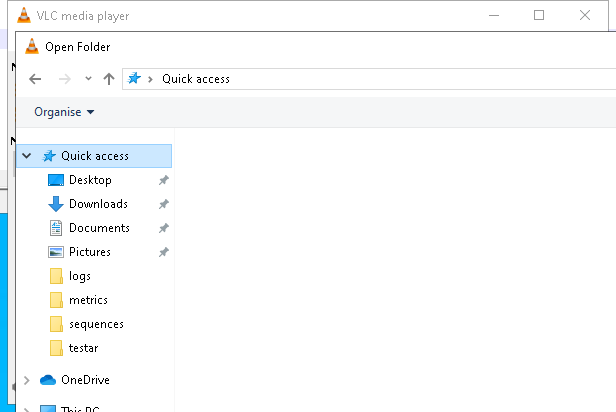 VLC media player
Open Folder
Quick access
Organise
Quick access
Desktop
Downloads
Documents
Pictures
logs
metrics
sequences
testar
OneDrive
This PC